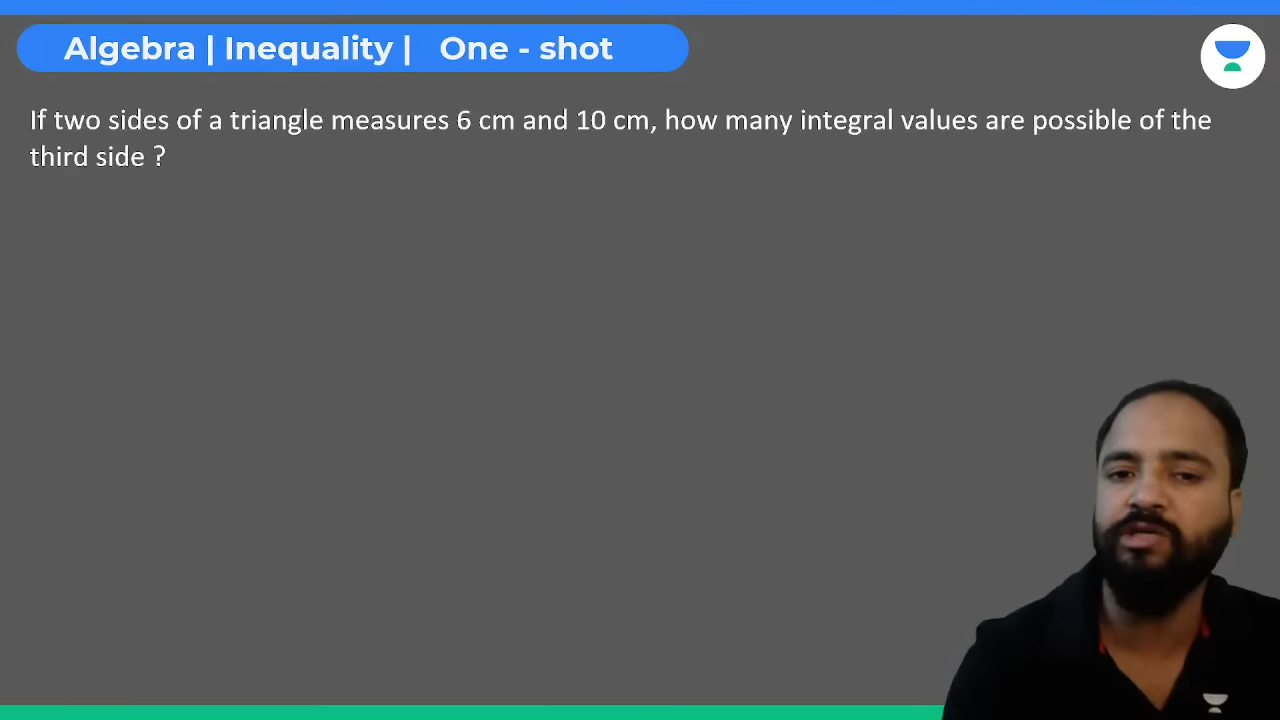 Algebra | Inequality | One - shot
If two sides of a triangle measures 6 cm and 10 cm, how many integral values are possible of the
third side ?